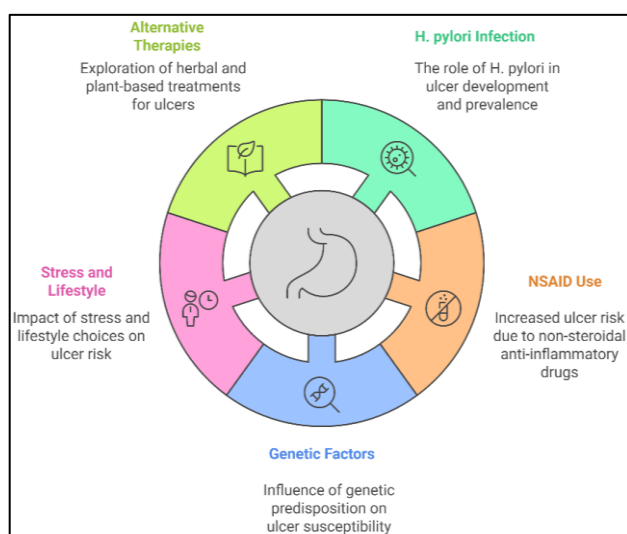 Alternative
Therapies
Exploration of herbal and
plant-based treatments
for ulcers
H. pylori Infection
The role of H. pylori in
ulcer development
and prevalence
Stress and
Lifestyle
Impact of stress and
lifestyle choices on
ulcer risk
NSAID Use
Increased ulcer risk
due to non-steroidal
anti-inflammatory
drugs
Genetic Factors
Influence of genetic
predisposition on
ulcer susceptibility